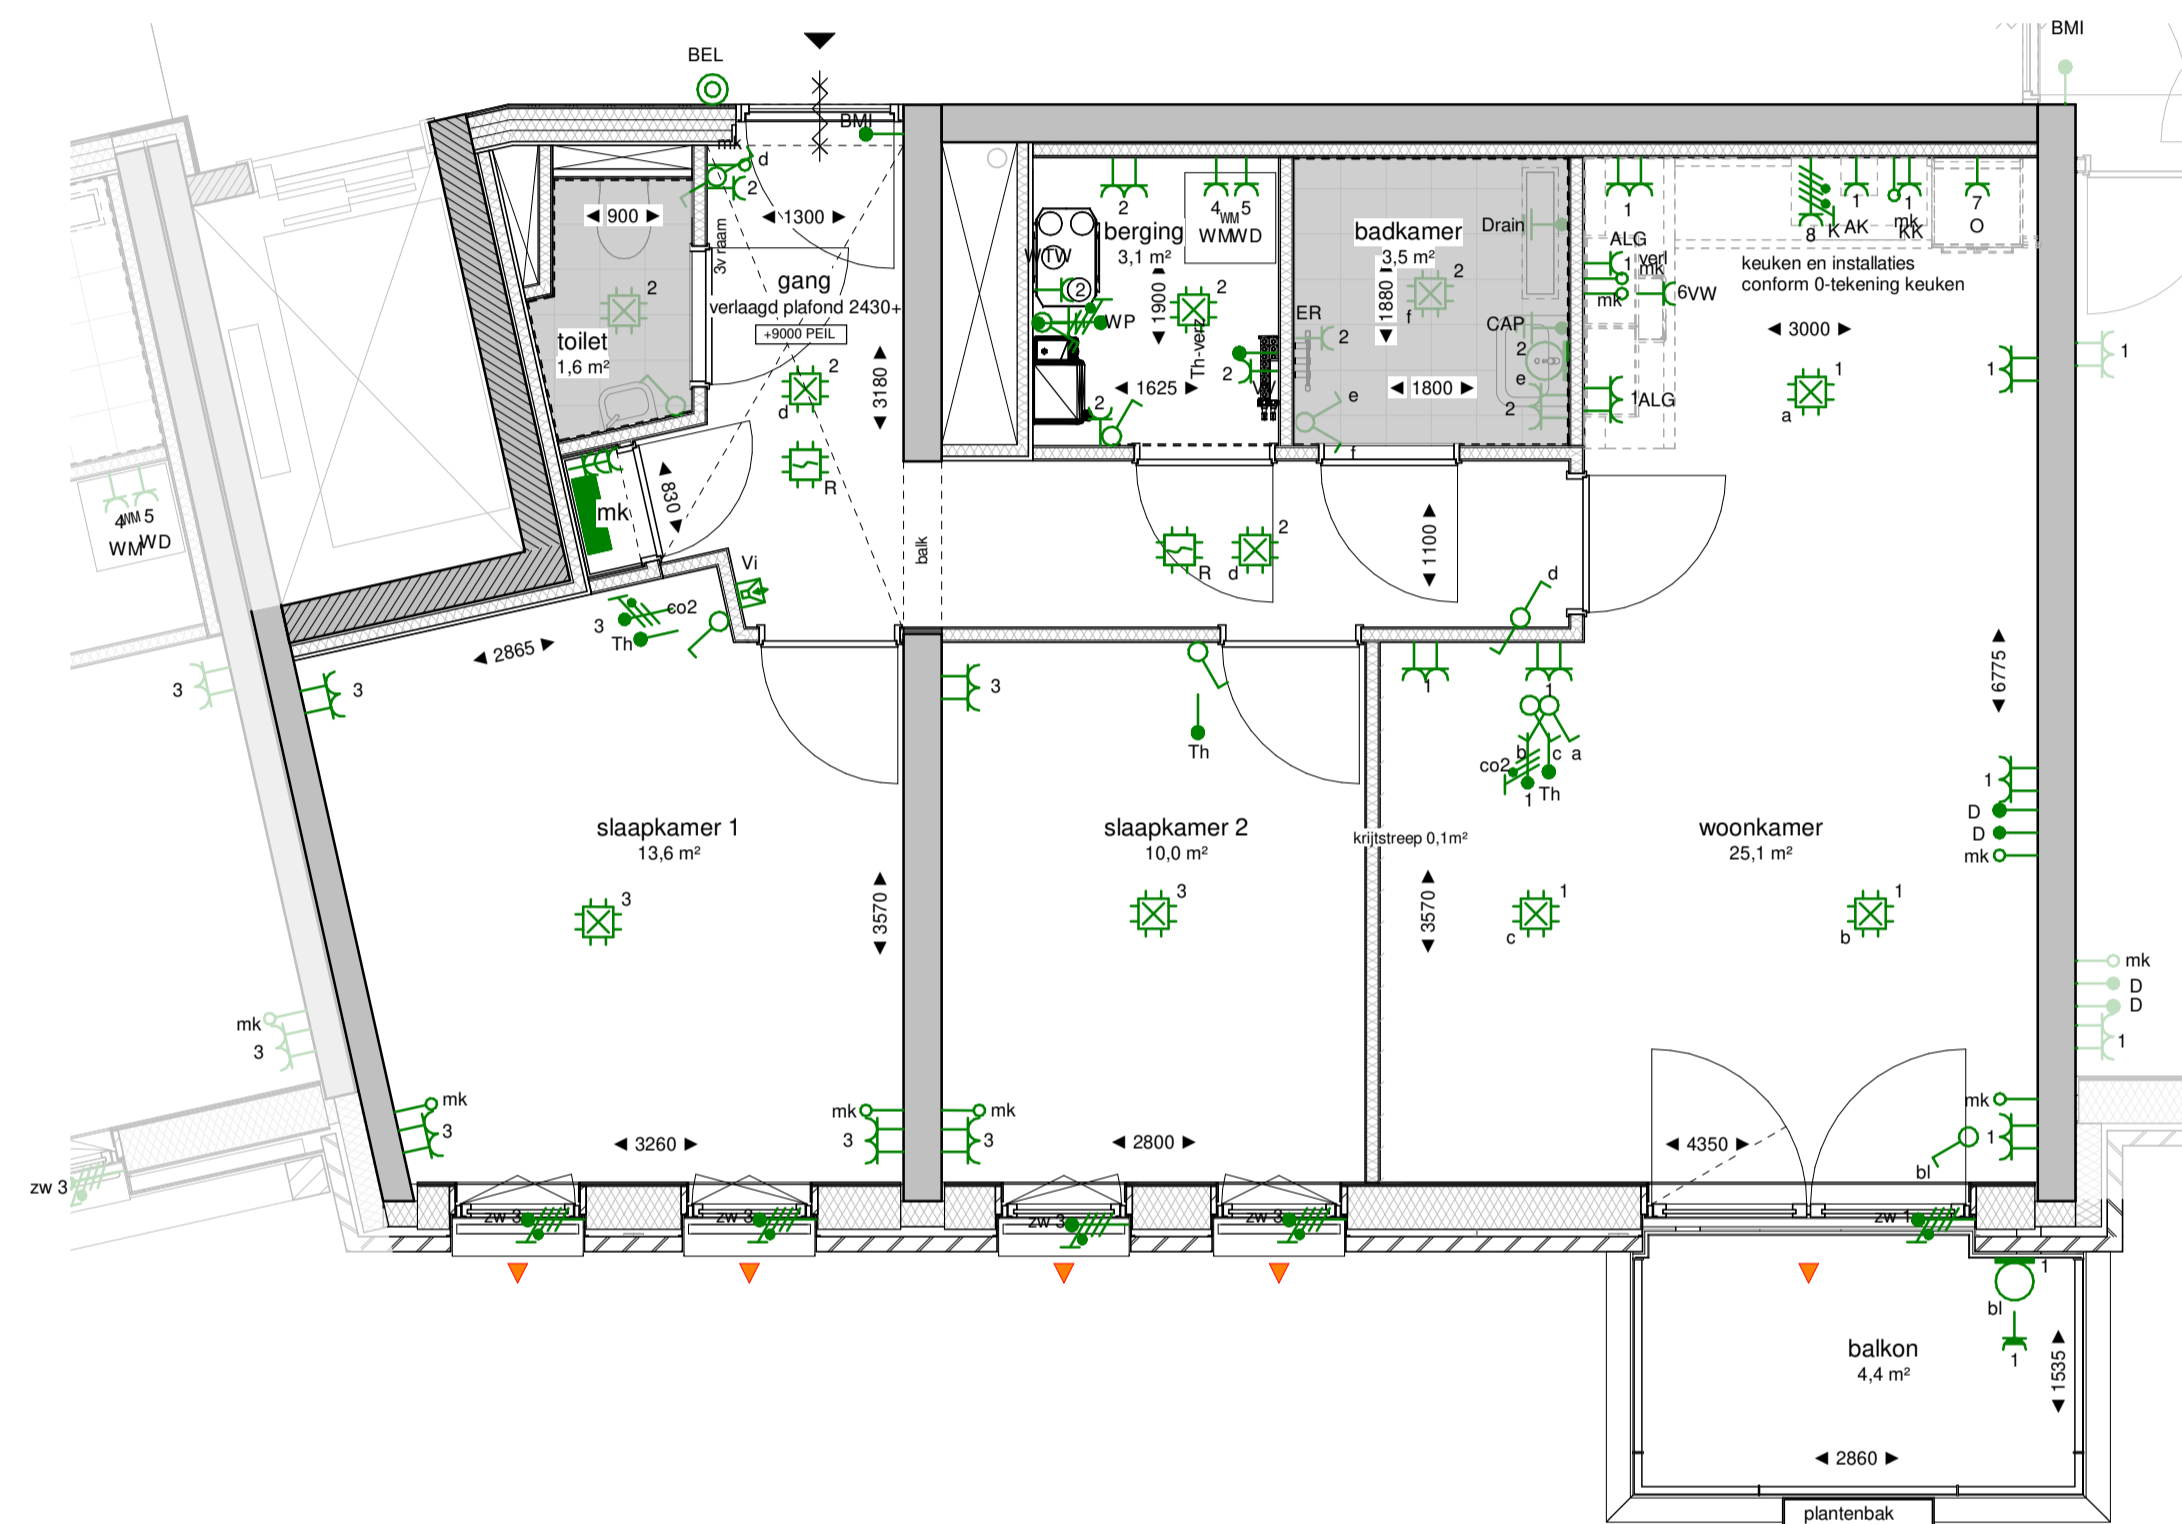 BEL
BMI
BMI
mk
d
2
900
1300
3v raam
gang
verlaagd plafond 2430+
+9000 PEIL
2
toilet
1,6 m²
2
d
3180
R
mk
830
balk
Vi
co2
3
Th
2865
2
4 WM 5
WM WD
berging
3,1 m²
WTW
2
WP
1900
2
Th-verz
2
1625
2
badkamer
3,5 m²
Drain
1880
2
f
ER
2
CAP
2
e
e
1800
2
f
1
ALG
1
verl
mk
mk
6VW
1ALG
8
K
1
AK
1
mk
KK
7
O
keuken en installaties
conform 0-tekening keuken
3000
1
a
1
1
R
d
2
1100
d
4 WM 5
WM WD
3
3
3
Th
1
1
b
c
a
co2
1
Th
6775
1
D
D
mk
slaapkamer 1
13,6 m²
slaapkamer 2
10,0 m²
krijtstreep 0,1m²
woonkamer
25,1 m²
3
3570
3
3570
1
c
1
b
mk
D
D
1
mk
3
mk
3
3260
mk
3
mk
3
2800
4350
mk
1
bl
zw 3
zw 3
zw 3
zw 3
zw 3
zw 1
1
bl
1
balkon
4,4 m²
1535
2860
plantenbak